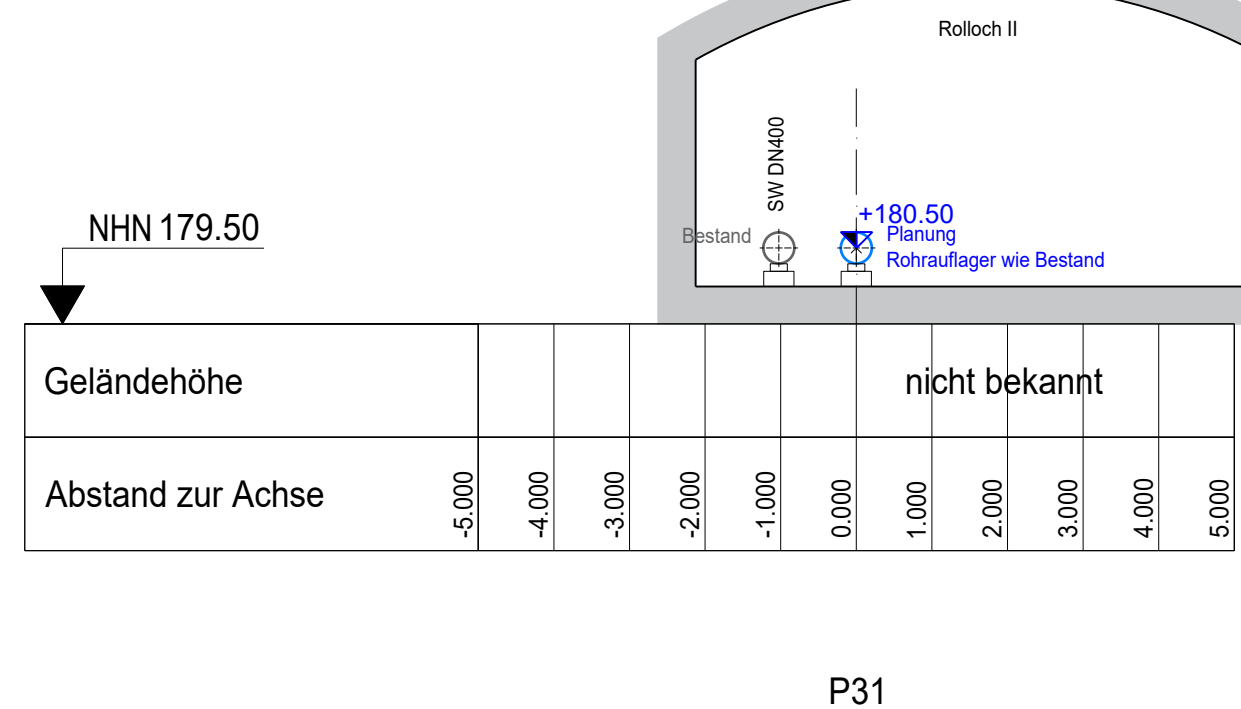 Rolloch II
SW DN400
NHN 179.50
+180.50
Bestand
Planung
Rohrauflager wie Bestand
Geländehöhe
nicht bekannt
Abstand zur Achse
-5.000
-4.000
-3.000
-2.000
-1.000
0.000
1.000
2.000
3.000
4.000
5.000
P31